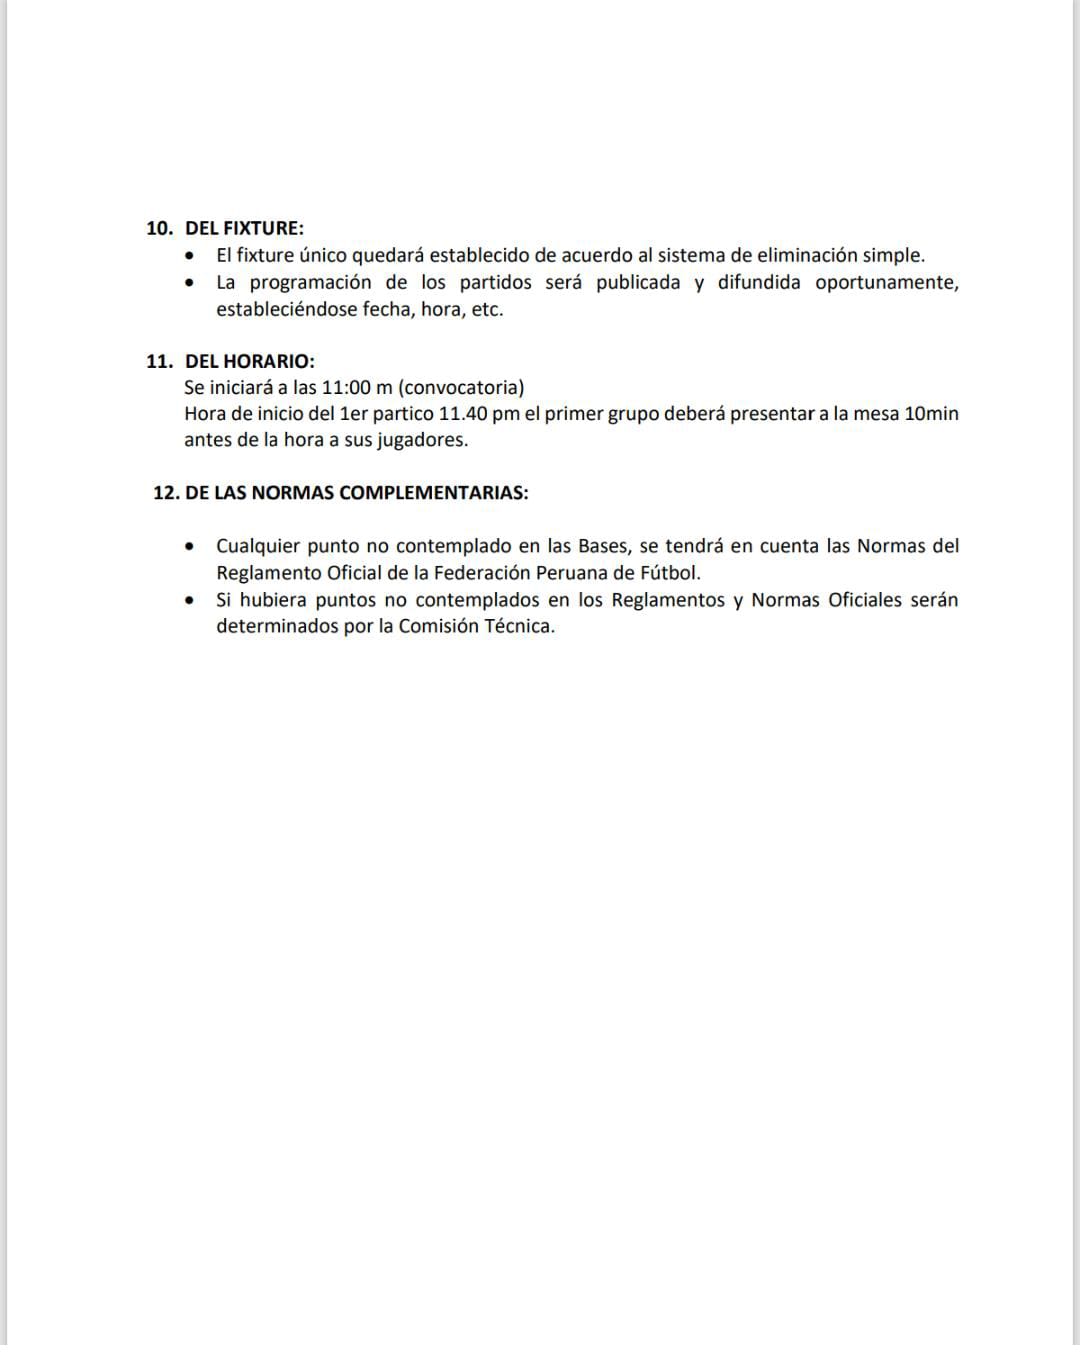 10. DEL FIXTURE:
• El fixture único quedará establecido de acuerdo al sistema de eliminación simple.
• La programación de los partidos será publicada y difundida oportunamente,
estableciéndose fecha, hora, etc.
11. DEL HORARIO:
Se iniciará a las 11:00 m (convocatoria)
Hora de inicio del 1er partico 11.40 pm el primer grupo deberá presentar a la mesa 10min
antes de la hora a sus jugadores.
12. DE LAS NORMAS COMPLEMENTARIAS:
• Cualquier punto no contemplado en las Bases, se tendrá en cuenta las Normas del
Reglamento Oficial de la Federación Peruana de Fútbol.
• Si hubiera puntos no contemplados en los Reglamentos y Normas Oficiales serán
determinados por la Comisión Técnica.